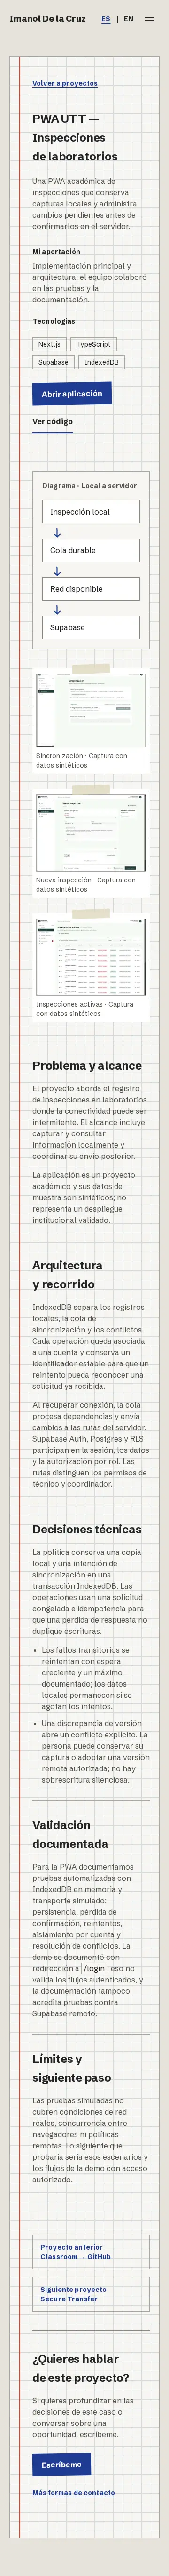 Imanol De la Cruz
ES | EN
Volver a proyectos
PWA UTT —
Inspecciones
de laboratorios
Una PWA académica de
inspecciones que conserva
capturas locales y administra
cambios pendientes antes de
confirmarlos en el servidor.
Mi aportación
Implementación principal y
arquitectura; el equipo colaboró
en las pruebas y la
documentación.
Tecnologías
Next.js
TypeScript
Supabase
IndexedDB
Abrir aplicación
Ver código
Diagrama · Local a servidor
Inspección local
Cola durable
Red disponible
Supabase
Sincronización · Captura con
datos sintéticos
Nueva inspección · Captura con
datos sintéticos
Inspecciones activas · Captura
con datos sintéticos
Problema y alcance
El proyecto aborda el registro
de inspecciones en laboratorios
donde la conectividad puede ser
intermitente. El alcance incluye
capturar y consultar
información localmente y
coordinar su envío posterior.
La aplicación es un proyecto
académico y sus datos de
muestra son sintéticos; no
representa un despliegue
institucional validado.
Arquitectura
y recorrido
IndexedDB separa los registros
locales, la cola de
sincronización y los conflictos.
Cada operación queda asociada
a una cuenta y conserva un
identificador estable para que un
reintento pueda reconocer una
solicitud ya recibida.
Al recuperar conexión, la cola
procesa dependencias y envía
cambios a las rutas del servidor.
Supabase Auth, Postgres y RLS
participan en la sesión, los datos
y la autorización por rol. Las
rutas distinguen los permisos de
técnico y coordinador.
Decisiones técnicas
La política conserva una copia
local y una intención de
sincronización en una
transacción IndexedDB. Las
operaciones usan una solicitud
congelada e idempotencia para
que una pérdida de respuesta no
duplique escrituras.
• Los fallos transitorios se
reintentan con espera
creciente y un máximo
documentado; los datos
locales permanecen si se
agotan los intentos.
• Una discrepancia de versión
abre un conflicto explícito. La
persona puede conservar su
captura o adoptar una versión
remota autorizada; no hay
sobrescritura silenciosa.
Validación
documentada
Para la PWA documentamos
pruebas automatizadas con
IndexedDB en memoria y
transporte simulado:
persistencia, pérdida de
confirmación, reintentos,
aislamiento por cuenta y
resolución de conflictos. La
demo se documentó con
redirección a /login; eso no
valida los flujos autenticados, y
la documentación tampoco
acredita pruebas contra
Supabase remoto.
Límites y
siguiente paso
Las pruebas simuladas no
cubren condiciones de red
reales, concurrencia entre
navegadores ni políticas
remotas. Lo siguiente que
probaría sería esos escenarios y
los flujos de la demo con acceso
autorizado.
Proyecto anterior
Classroom → GitHub
Siguiente proyecto
Secure Transfer
¿Quieres hablar
de este proyecto?
Si quieres profundizar en las
decisiones de este caso o
conversar sobre una
oportunidad, escríbeme.
Escríbeme
Más formas de contacto